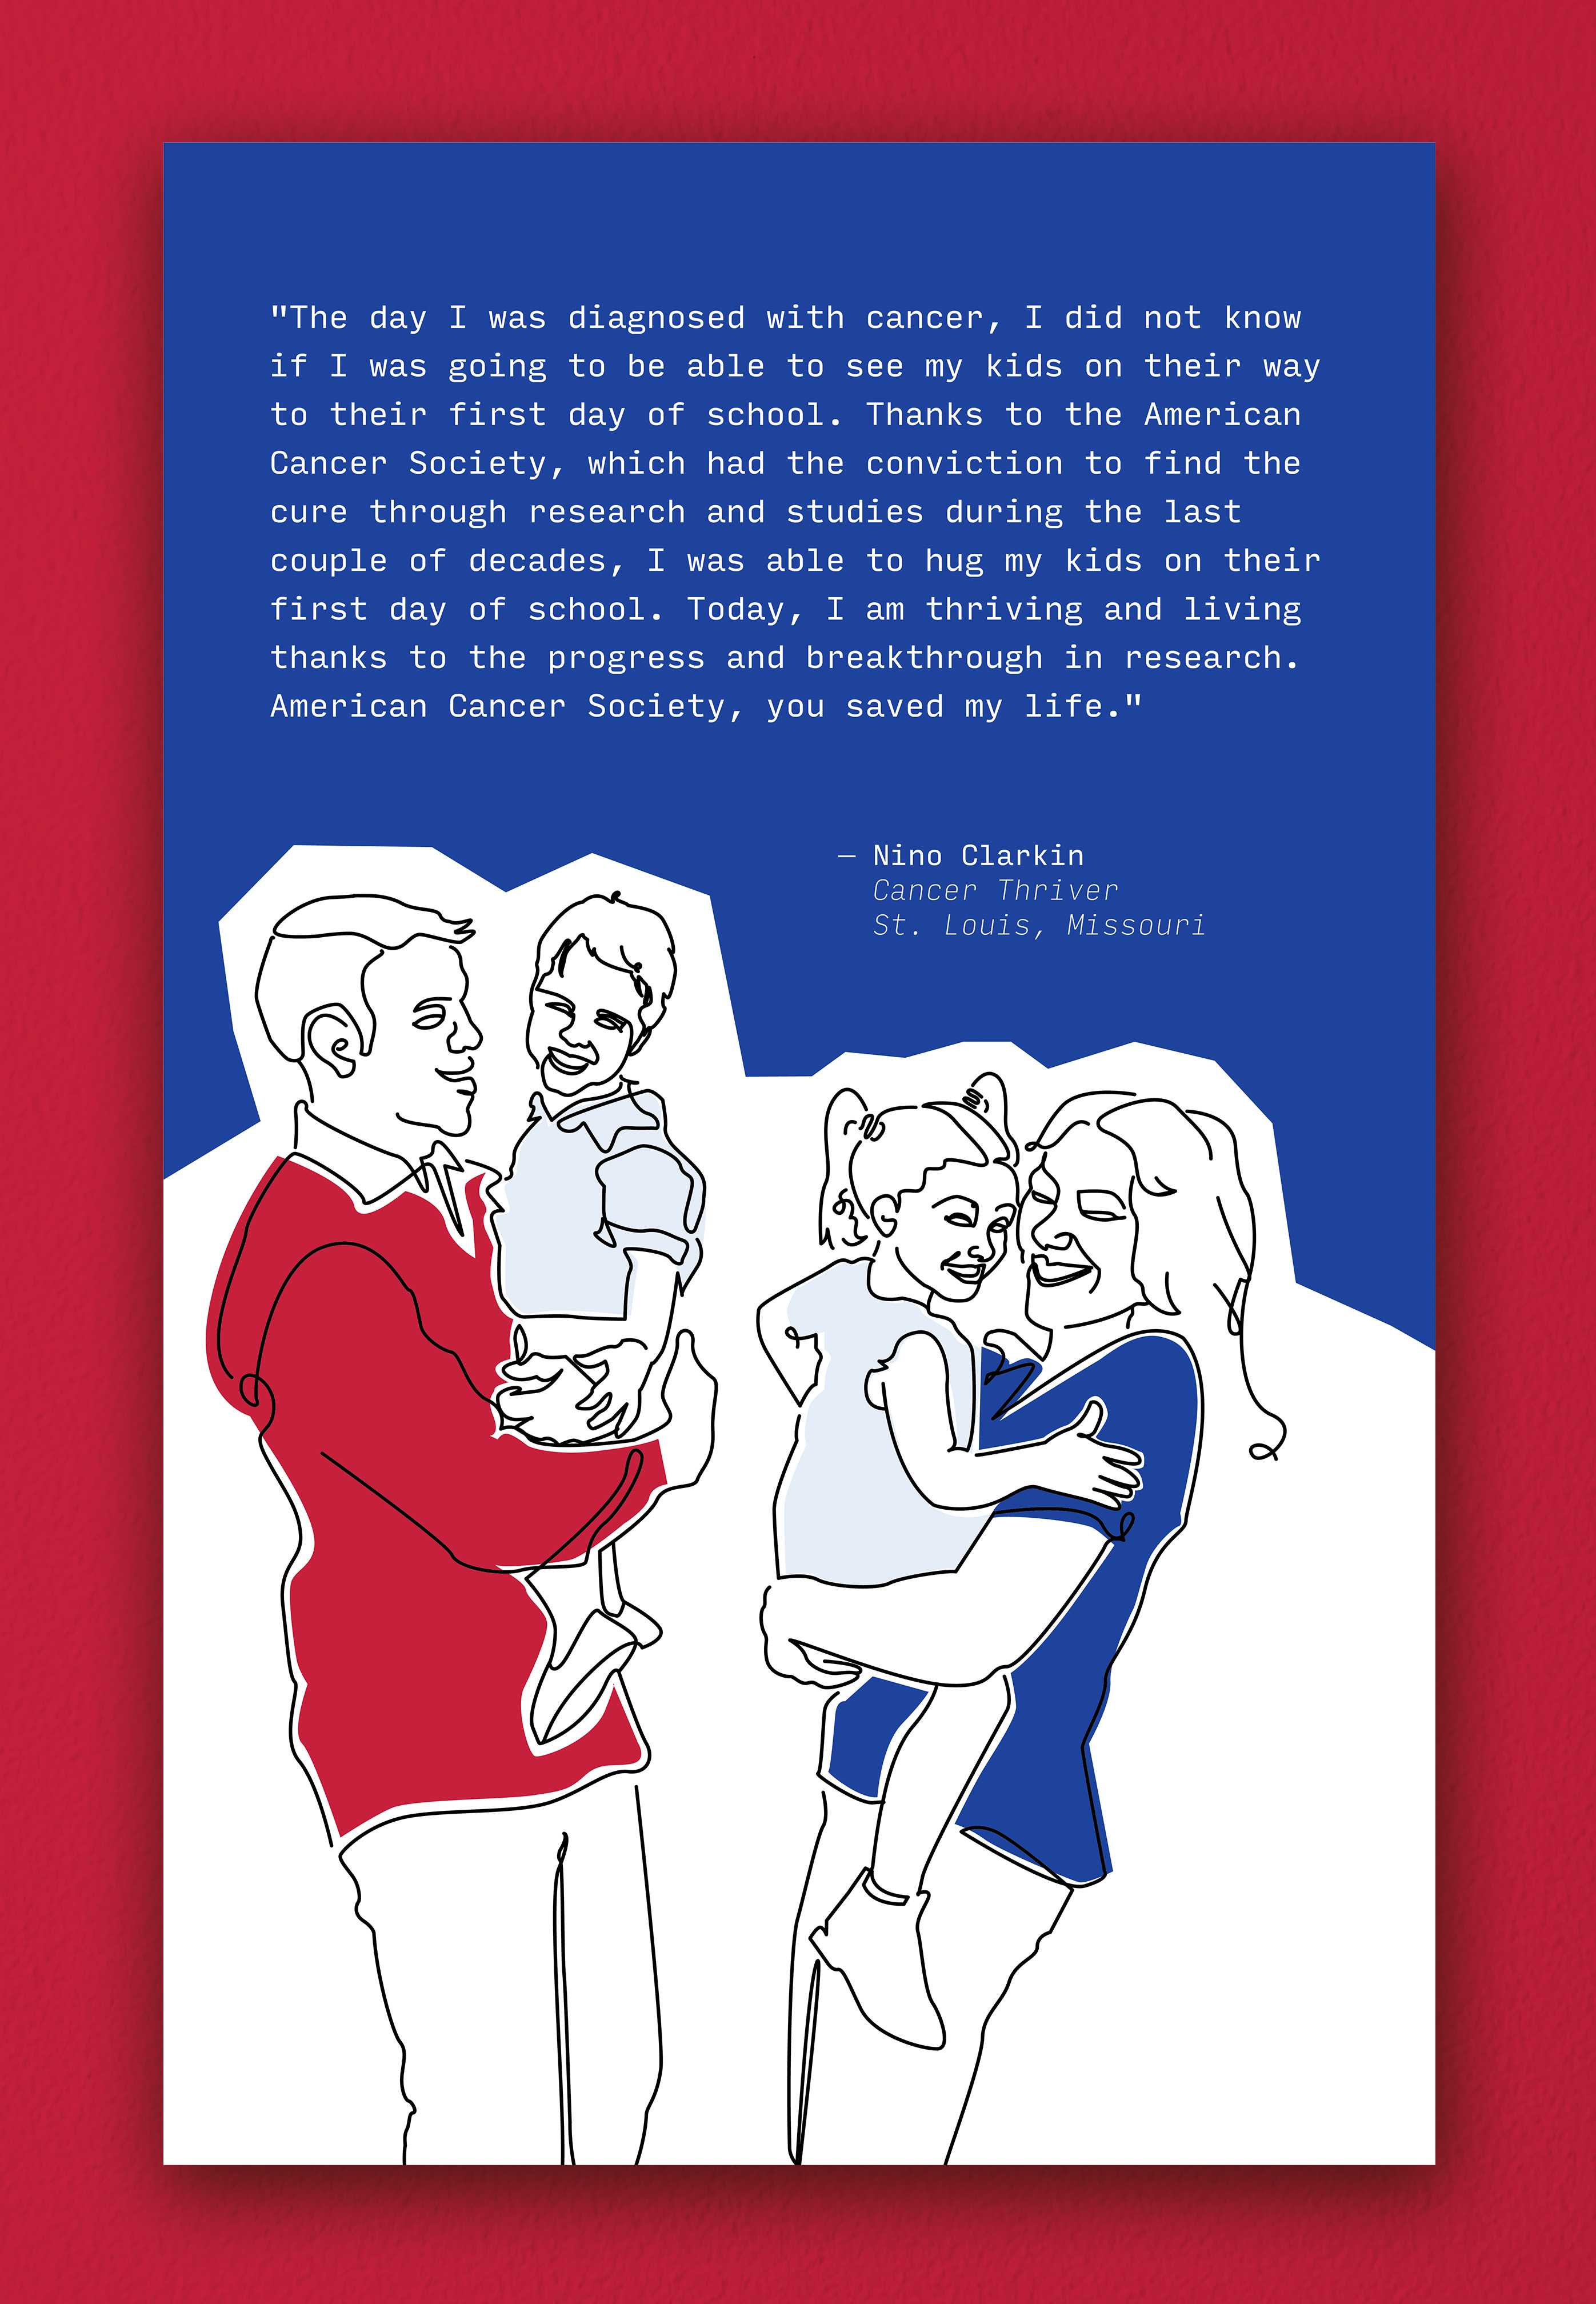 "The day I was diagnosed with cancer, I did not know
if I was going to be able to see my kids on their way
to their first day of school. Thanks to the American
Cancer Society, which had the conviction to find the
cure through research and studies during the last
couple of decades, I was able to hug my kids on their
first day of school. Today, I am thriving and living
thanks to the progress and breakthrough in research.
American Cancer Society, you saved my life."
— Nino Clarkin
Cancer Thriver
St. Louis, Missouri